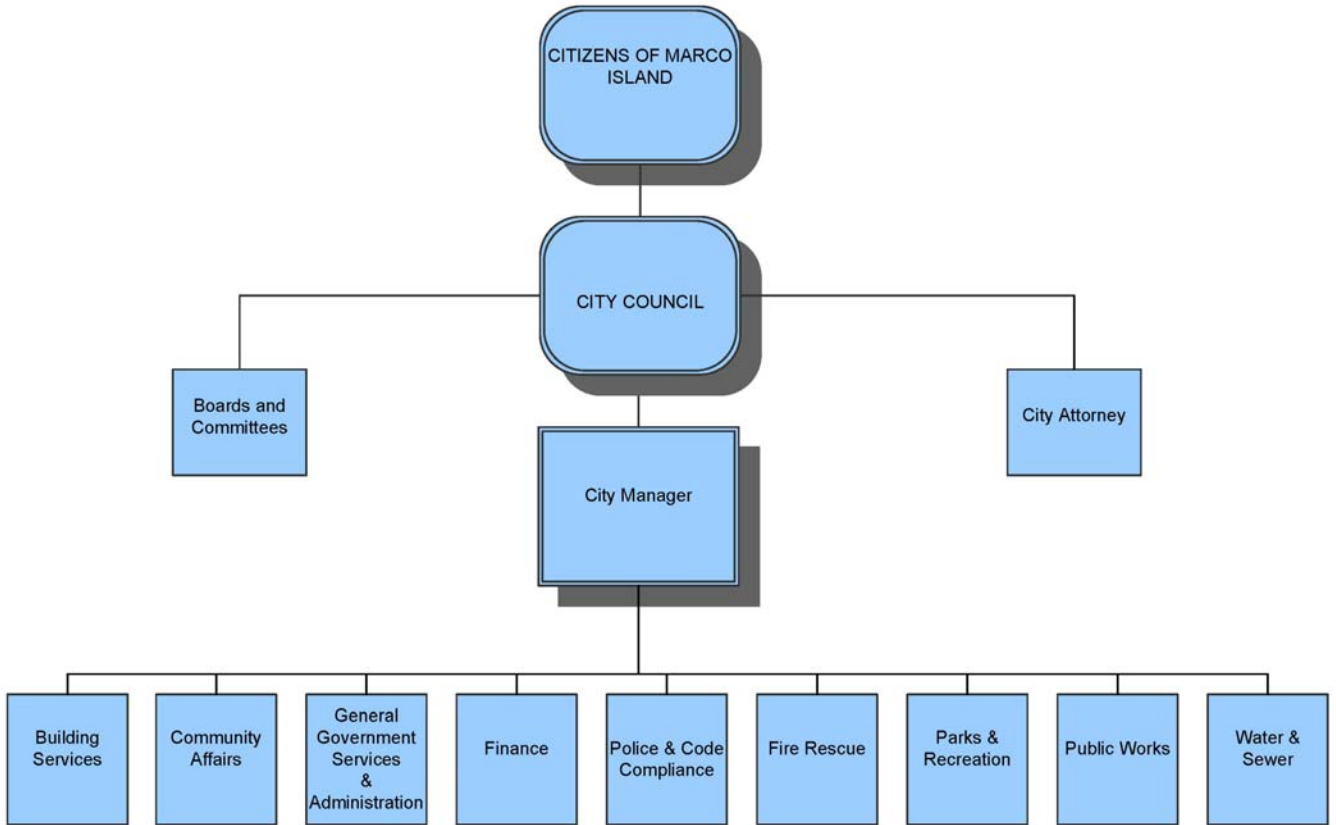 CITIZENS OF MARCO
ISLAND
CITY COUNCIL
Boards and
Committees
City Attorney
City Manager
Building
Services
Community
Affairs
General
Government
Services
&
Administration
Finance
Police & Code
Compliance
Fire Rescue
Parks &
Recreation
Public Works
Water &
Sewer